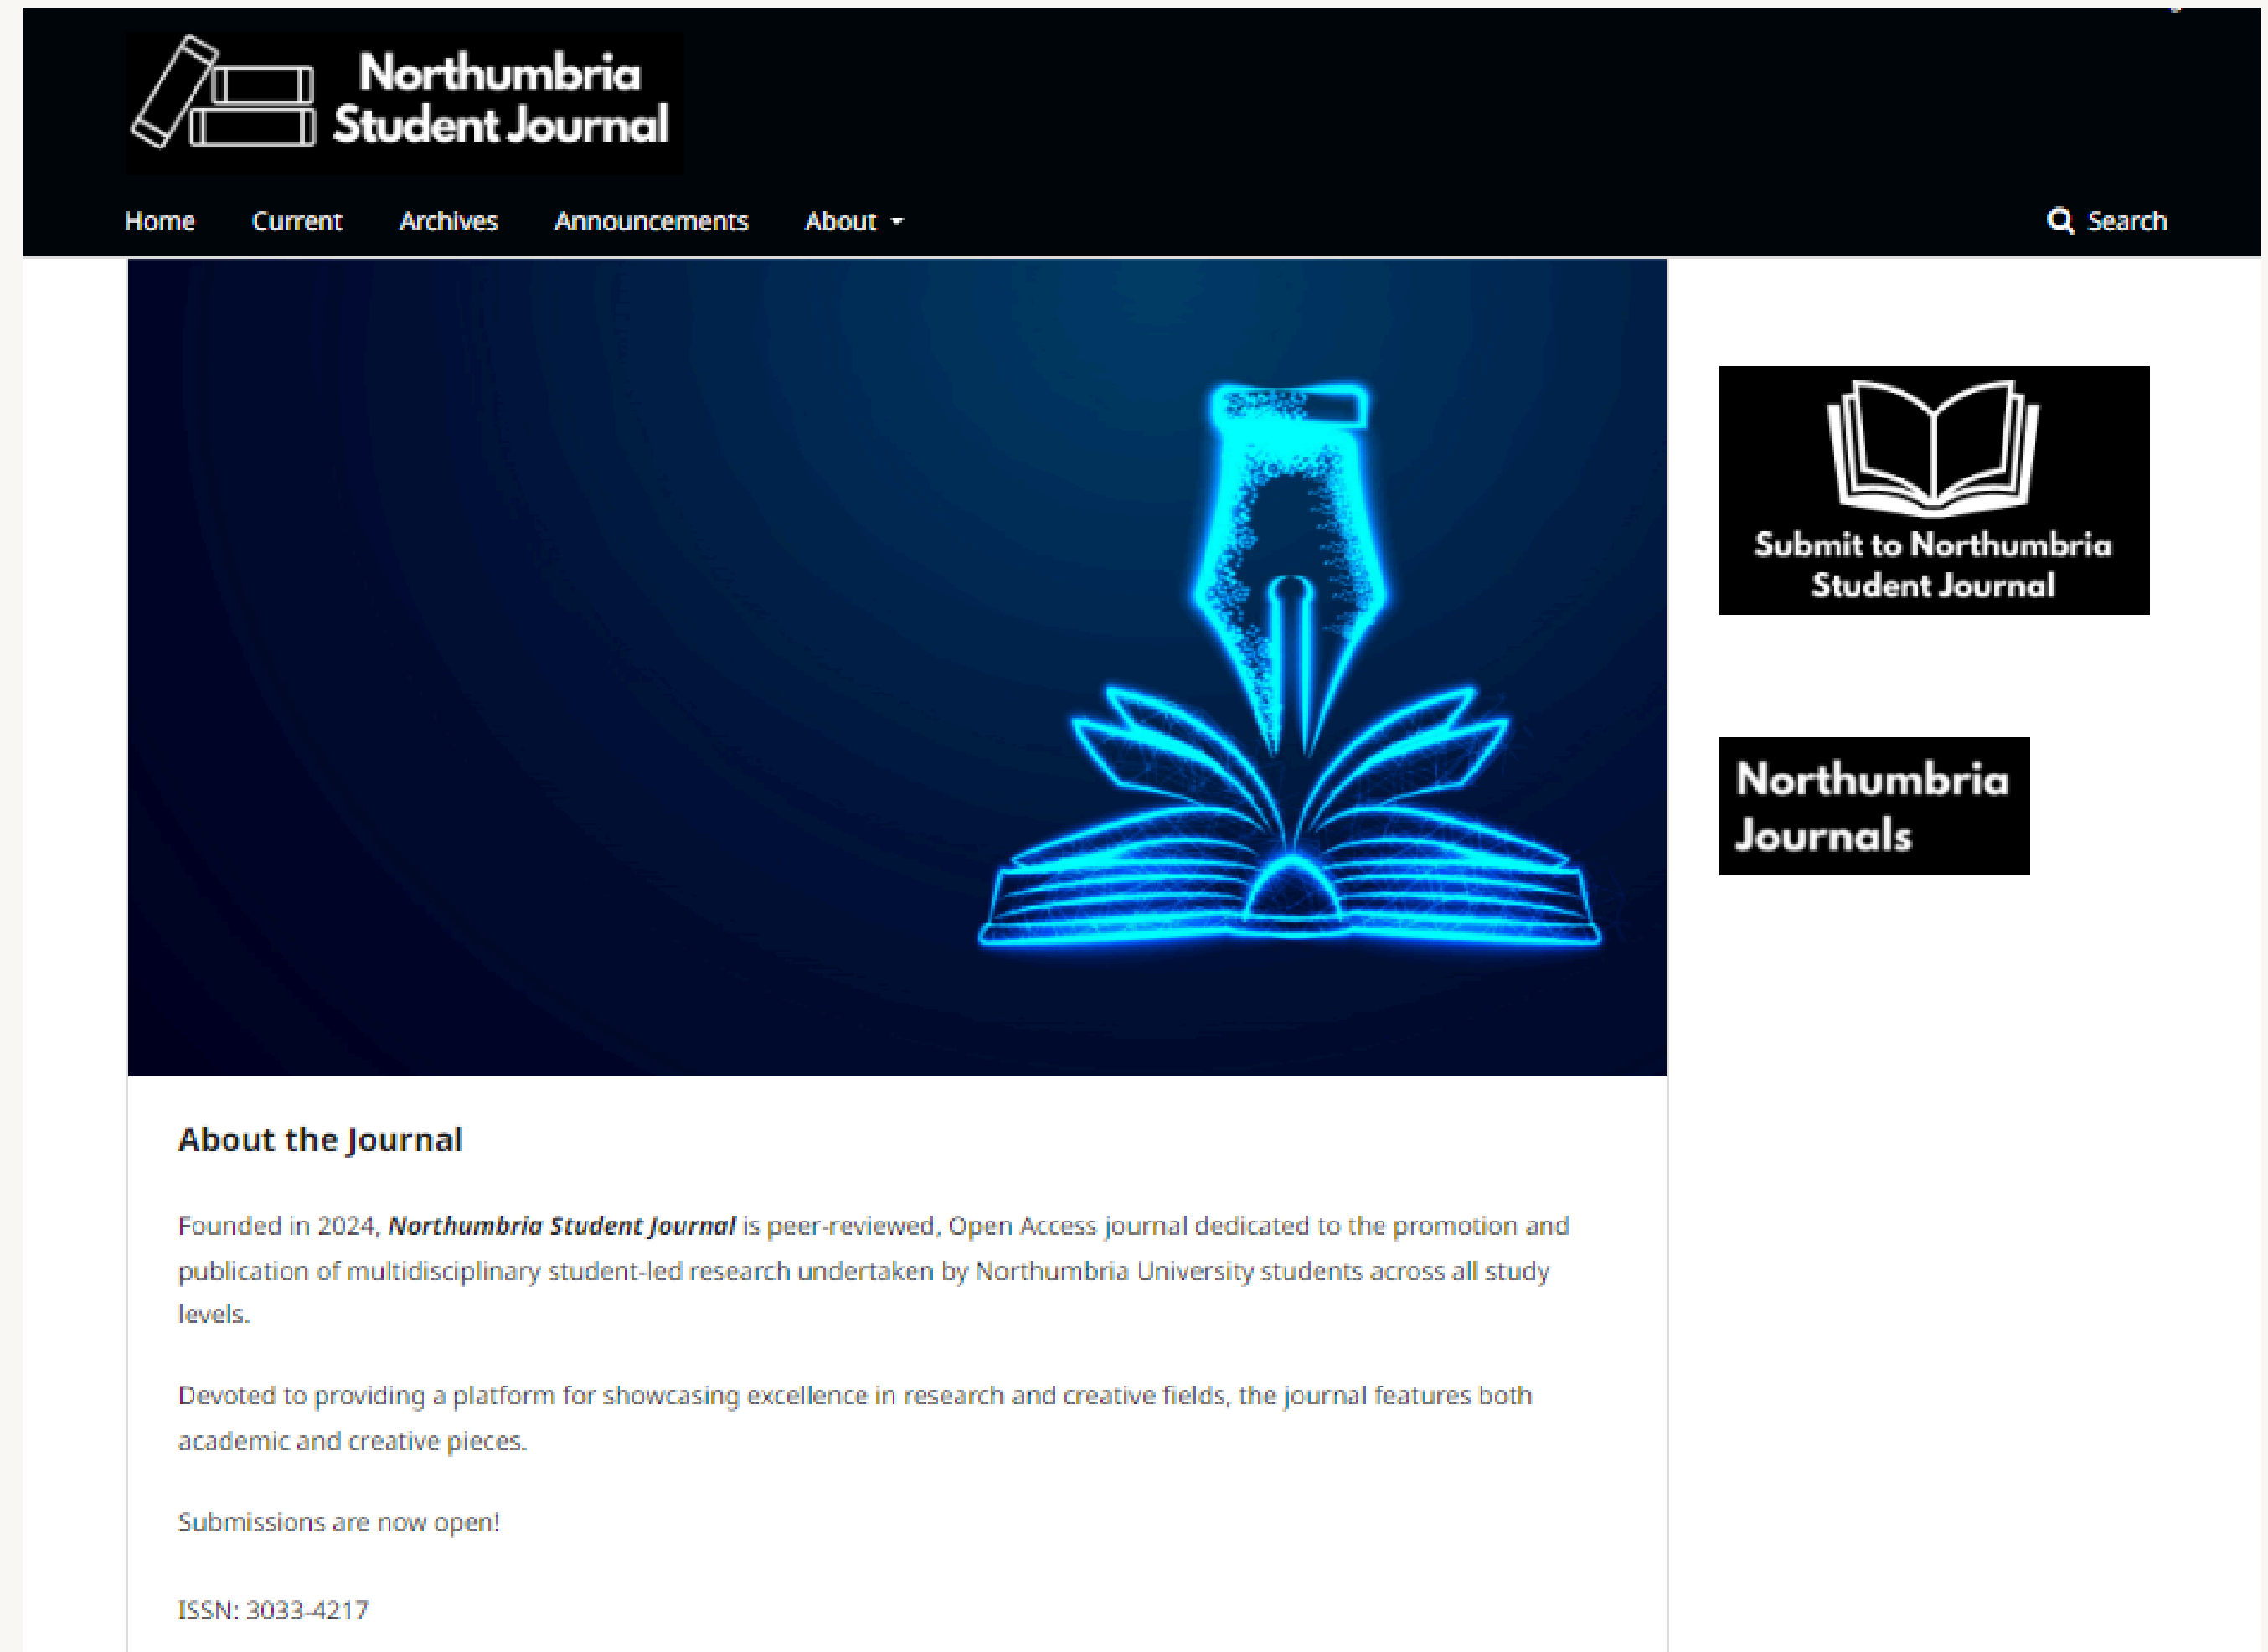 Northumbria
Student Journal
Home Current Archives Announcements About
Search
Submit to Northumbria
Student Journal
Northumbria
Journals
About the Journal
Founded in 2024, Northumbria Student Journal is peer-reviewed, Open Access journal dedicated to the promotion and
publication of multidisciplinary student-led research undertaken by Northumbria University students across all study
levels.
Devoted to providing a platform for showcasing excellence in research and creative fields, the journal features both
academic and creative pieces.
Submissions are now open!
ISSN: 3033-4217